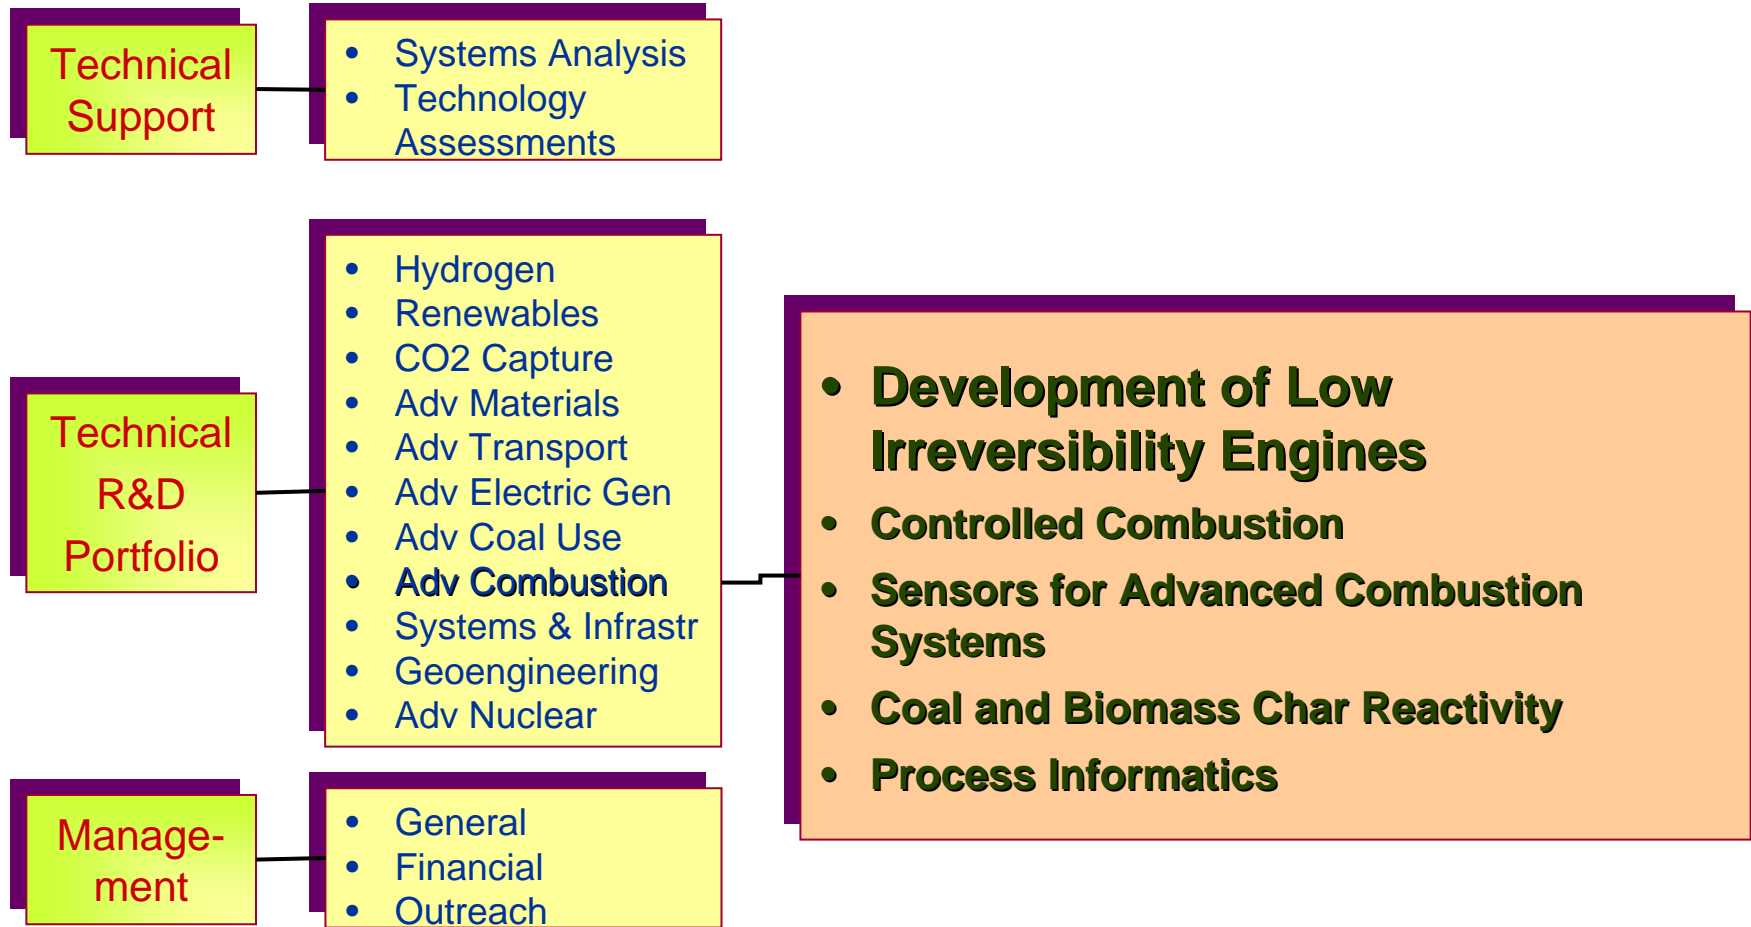 Technical
Support
• Systems Analysis
• Technology
Assessments
Technical
R&D
Portfolio
• Hydrogen
• Renewables
• CO2 Capture
• Adv Materials
• Adv Transport
• Adv Electric Gen
• Adv Coal Use
• Adv Combustion
• Systems & Infrastr
• Geoengineering
• Adv Nuclear
• Development of Low
Irreversibility Engines
• Controlled Combustion
• Sensors for Advanced Combustion
Systems
• Coal and Biomass Char Reactivity
• Process Informatics
Manage-
ment
• General
• Financial
• Outreach